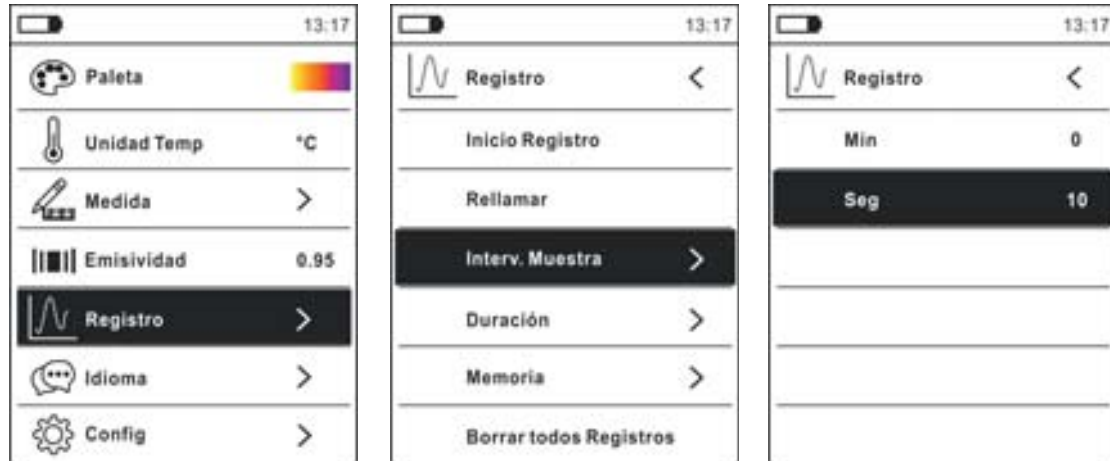 13:17
Paleta
Unidad Temp °C
Medida >
Emisividad 0.95
Registro >
Idioma >
Config >
13:17
Registro <
Inicio Registro
Rellamar
Interv. Muestra >
Duración >
Memoria >
Borrar todos Registros
13:17
Registro <
Min 0
Seg 10